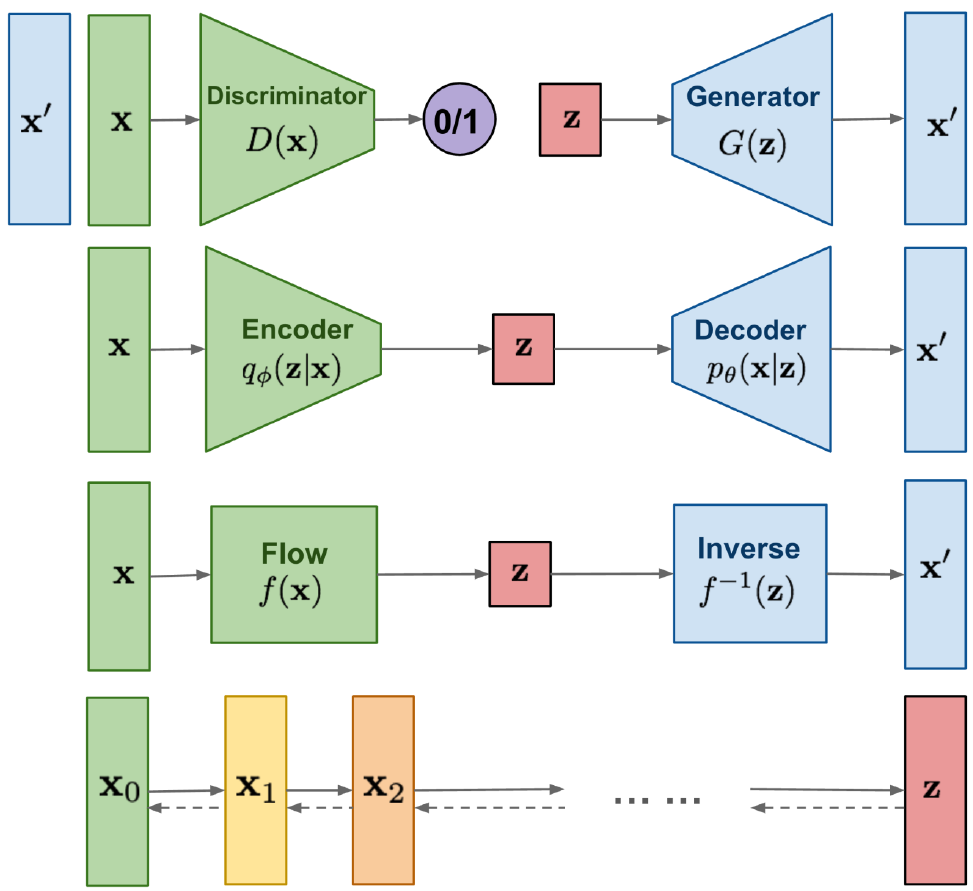 x′ x Discriminator D(x) 0/1 z Generator G(z) x′
x Encoder qϕ(z|x) z Decoder pθ(x|z) x′
x Flow f(x) z Inverse f⁻¹(z) x′
x₀ x₁ x₂ ... ... z